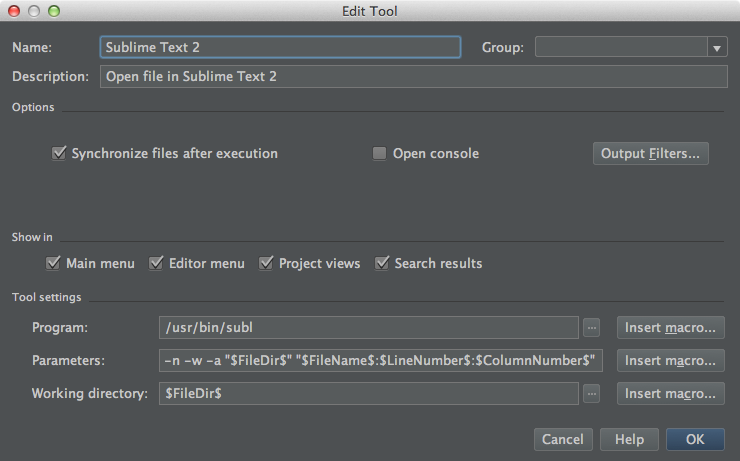 Edit Tool
Name: Sublime Text 2 Group:
Description: Open file in Sublime Text 2
Options
Synchronize files after execution Open console Output Filters...
Show in
Main menu Editor menu Project views Search results
Tool settings
Program: /usr/bin/subl ... Insert macro...
Parameters: -n -w -a "$FileDir$" "$FileName$:$LineNumber$:$ColumnNumber$" Insert macro...
Working directory: $FileDir$ ... Insert macro...
Cancel Help OK